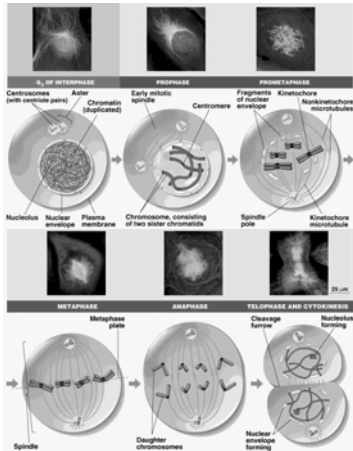 G₂ OF INTERPHASE
PROPHASE
PROMETAPHASE
Centrosomes
(with centriole pairs)
Aster
Chromatin
(duplicated)
Early mitotic
spindle
Centromere
Fragments
of nuclear
envelope
Kinetochore
Nonkinetochore
microtubules
Nucleolus
Nuclear
envelope
Plasma
membrane
Chromosome, consisting
of two sister chromatids
Spindle
pole
Kinetochore
microtubule
25 µm
METAPHASE
ANAPHASE
TELOPHASE AND CYTOKINESIS
Metaphase
plate
Cleavage
furrow
Nucleolus
forming
Spindle
Daughter
chromosomes
Nuclear
envelope
forming